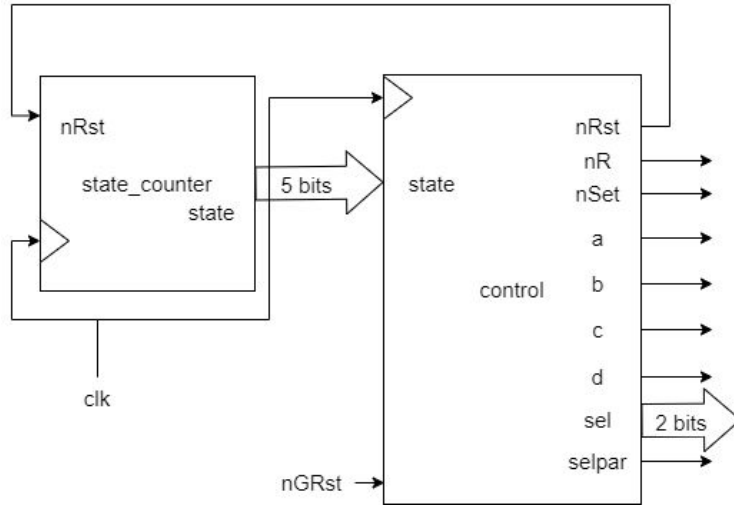 nRst
state_counter
state
clk
5 bits
state
control
nGRst
nRst
nR
nSet
a
b
c
d
sel
2 bits
selpar